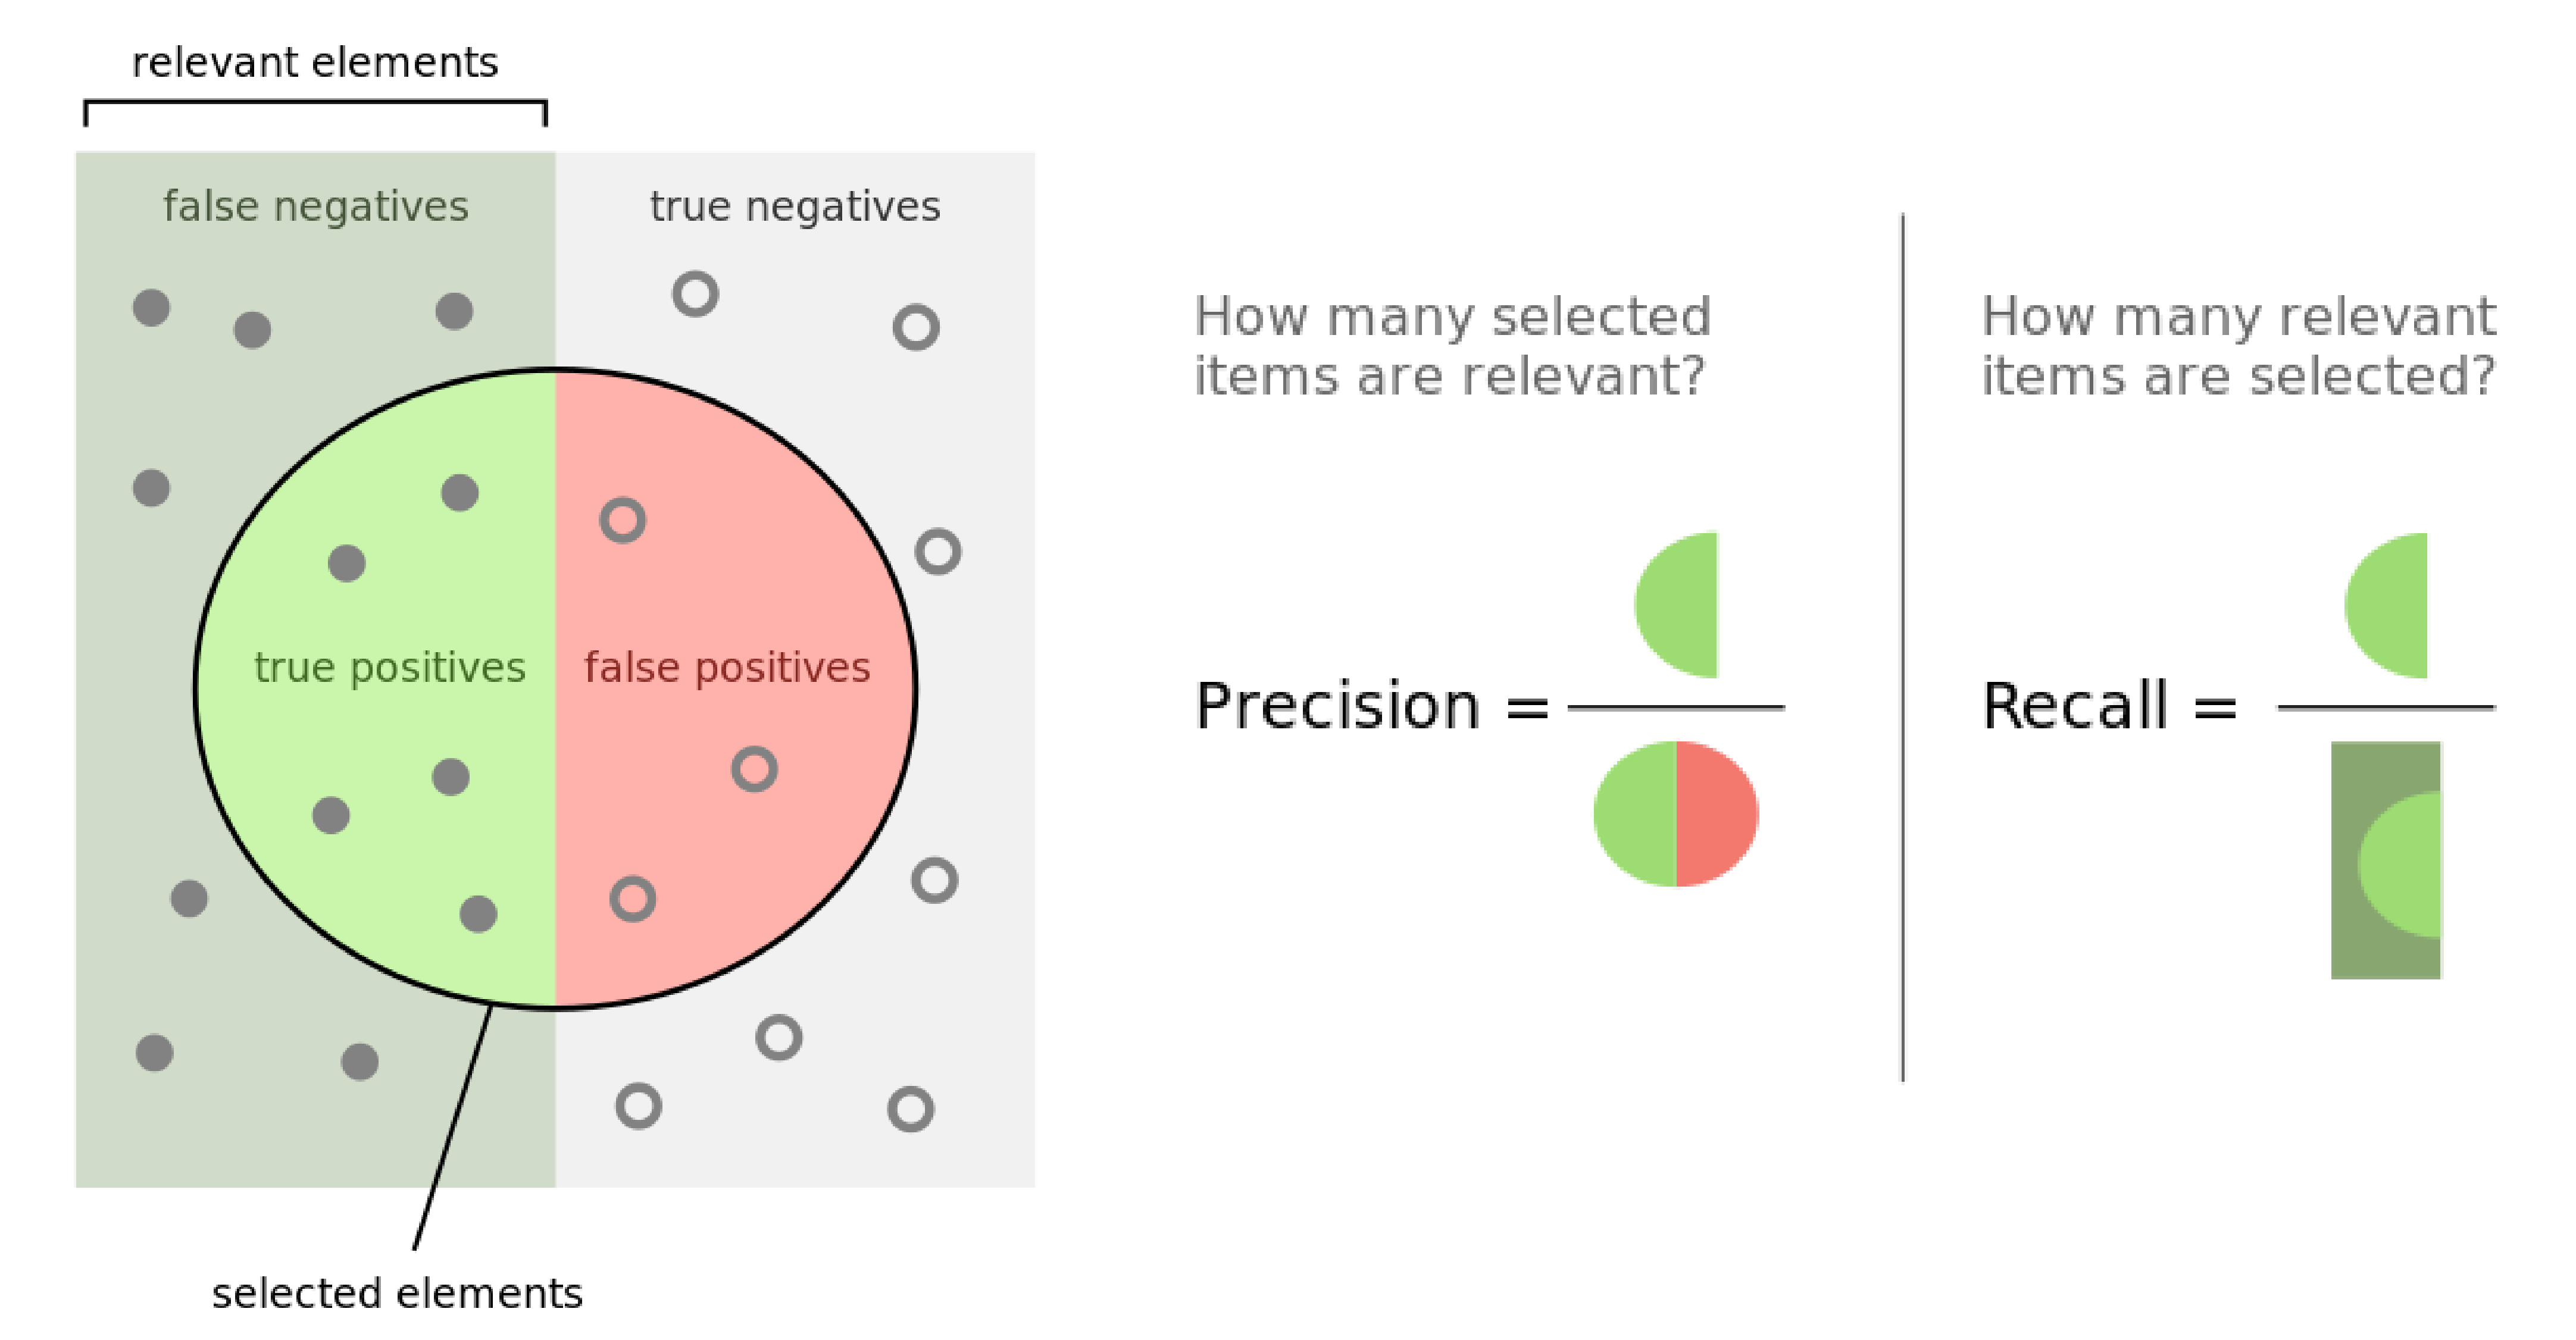 relevant elements
false negatives
true negatives
true positives
false positives
selected elements
How many selected
items are relevant?
Precision =
How many relevant
items are selected?
Recall =